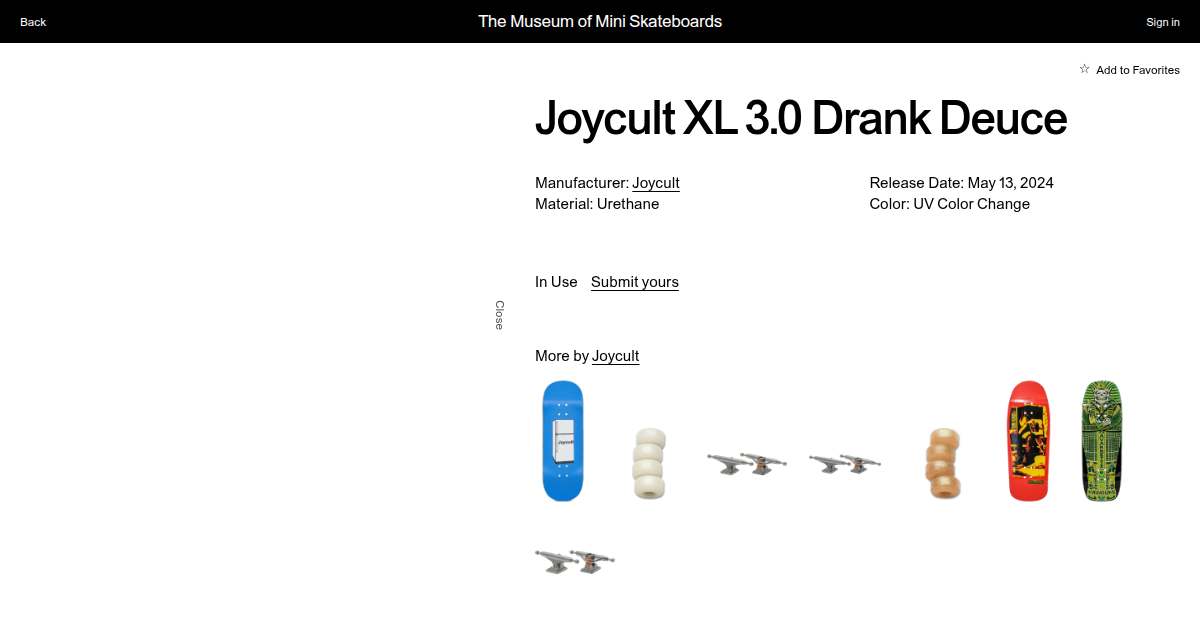 Back
The Museum of Mini Skateboards
Sign in
☆ Add to Favorites
Joycult XL 3.0 Drank Deuce
Manufacturer: Joycult
Release Date: May 13, 2024
Material: Urethane
Color: UV Color Change
In Use Submit yours
Close
More by Joycult
Joycult